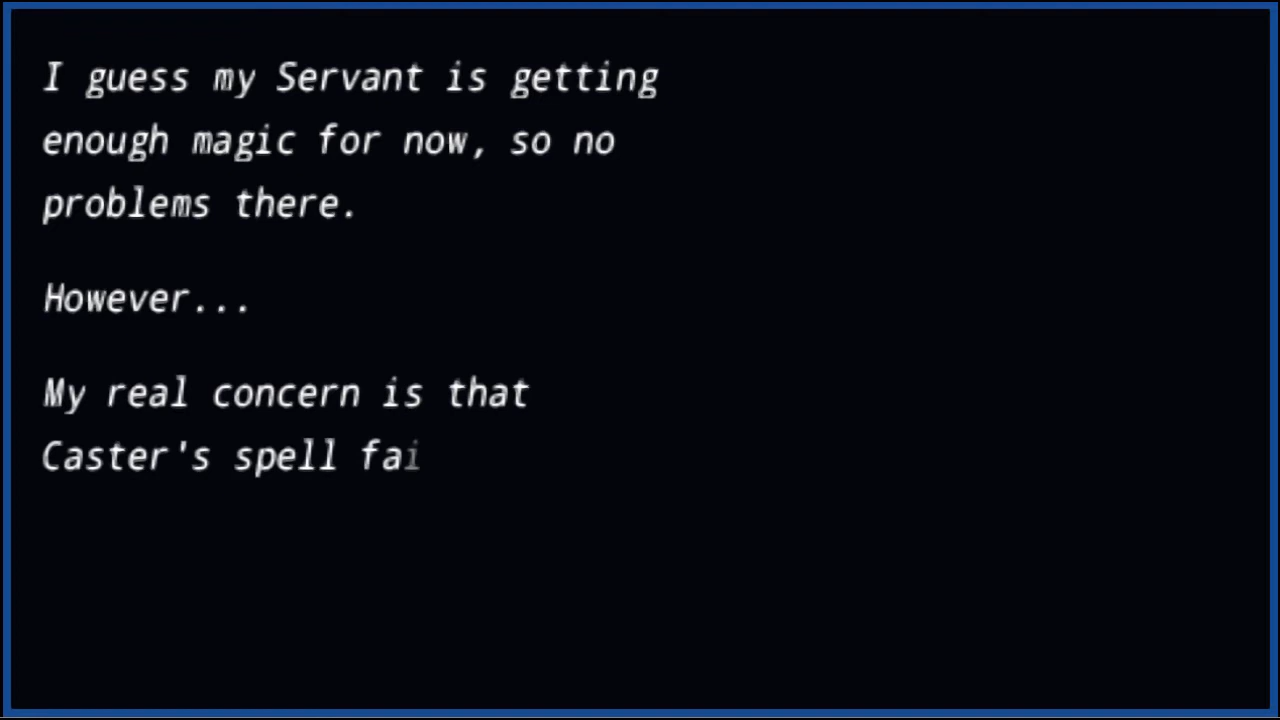 I guess my Servant is getting
enough magic for now, so no
problems there.
However...
My real concern is that
Caster's spell fai